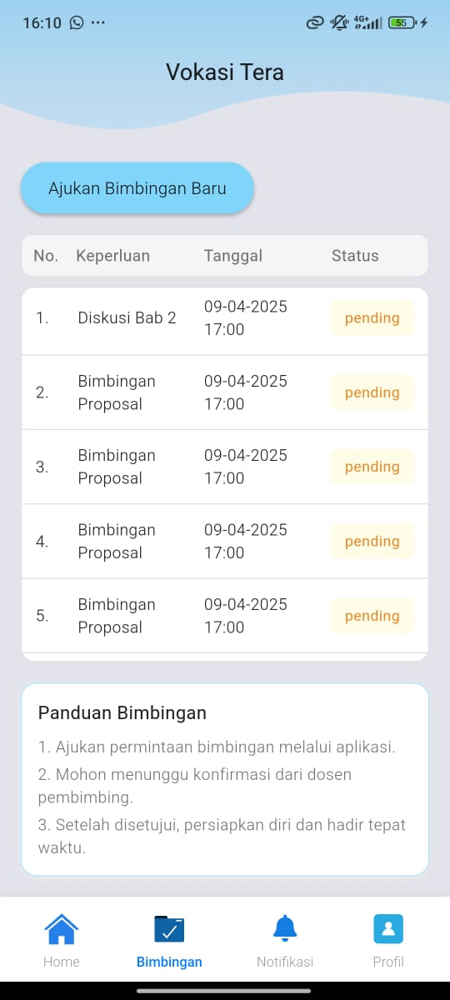 16:10
4G+
55
Vokasi Tera
Ajukan Bimbingan Baru
No. Keperluan Tanggal Status
1. Diskusi Bab 2 09-04-2025 17:00 pending
2. Bimbingan Proposal 09-04-2025 17:00 pending
3. Bimbingan Proposal 09-04-2025 17:00 pending
4. Bimbingan Proposal 09-04-2025 17:00 pending
5. Bimbingan Proposal 09-04-2025 17:00 pending
Panduan Bimbingan
1. Ajukan permintaan bimbingan melalui aplikasi.
2. Mohon menunggu konfirmasi dari dosen
pembimbing.
3. Setelah disetujui, persiapkan diri dan hadir tepat
waktu.
Home Bimbingan Notifikasi Profil